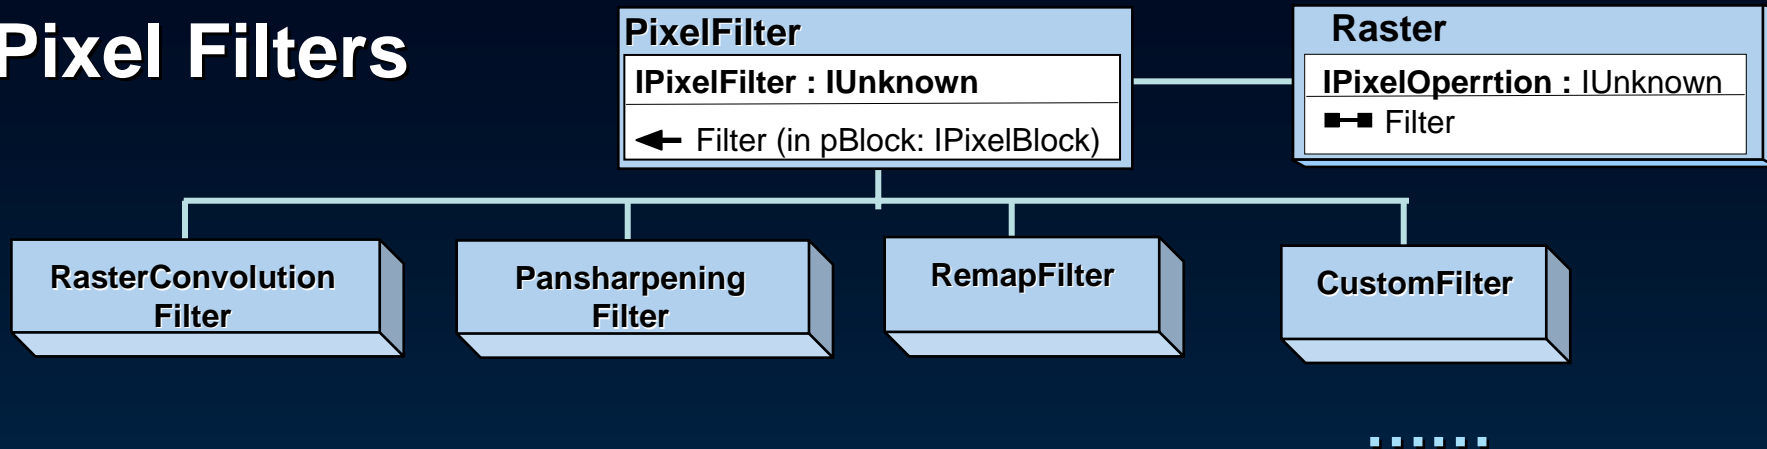 Pixel Filters
PixelFilter
IPixelFilter : IUnknown
Filter (in pBlock: IPixelBlock)
Raster
IPixelOperrtion : IUnknown
Filter
RasterConvolution
Filter
Pansharpening
Filter
RemapFilter
CustomFilter
......